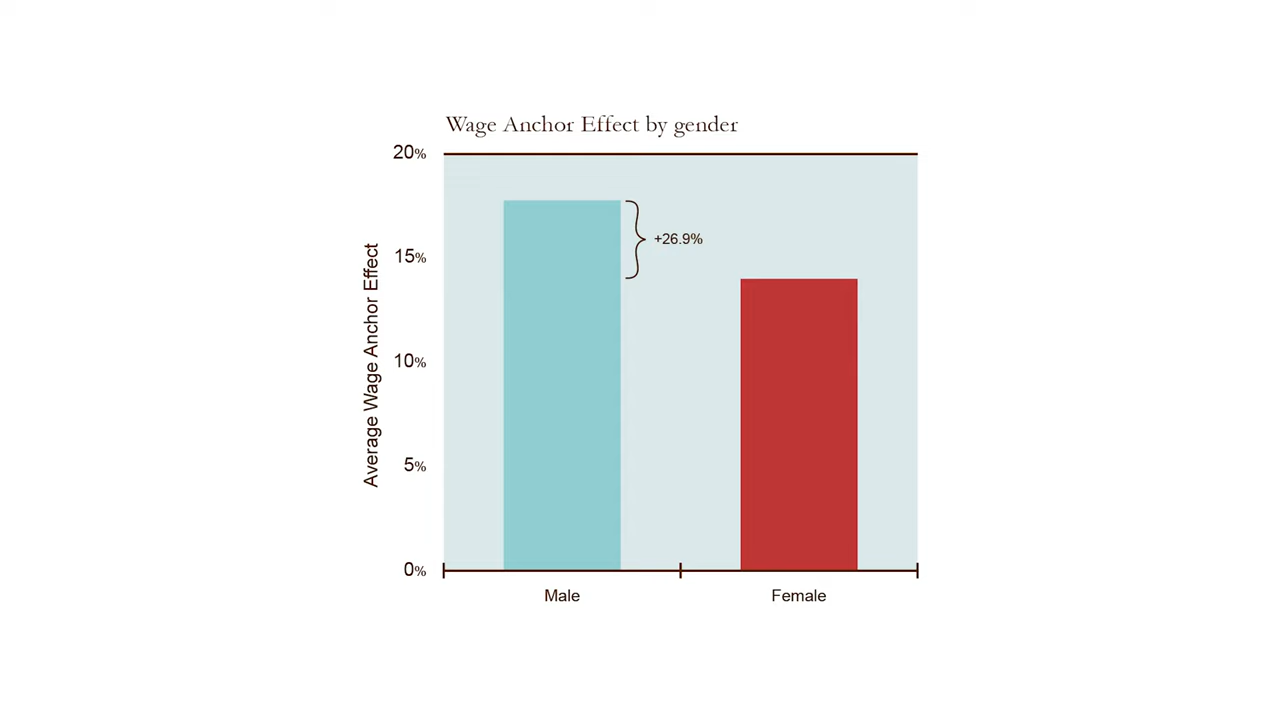 Wage Anchor Effect by gender
20%
15%
10%
5%
0%
Average Wage Anchor Effect
+26.9%
Male
Female